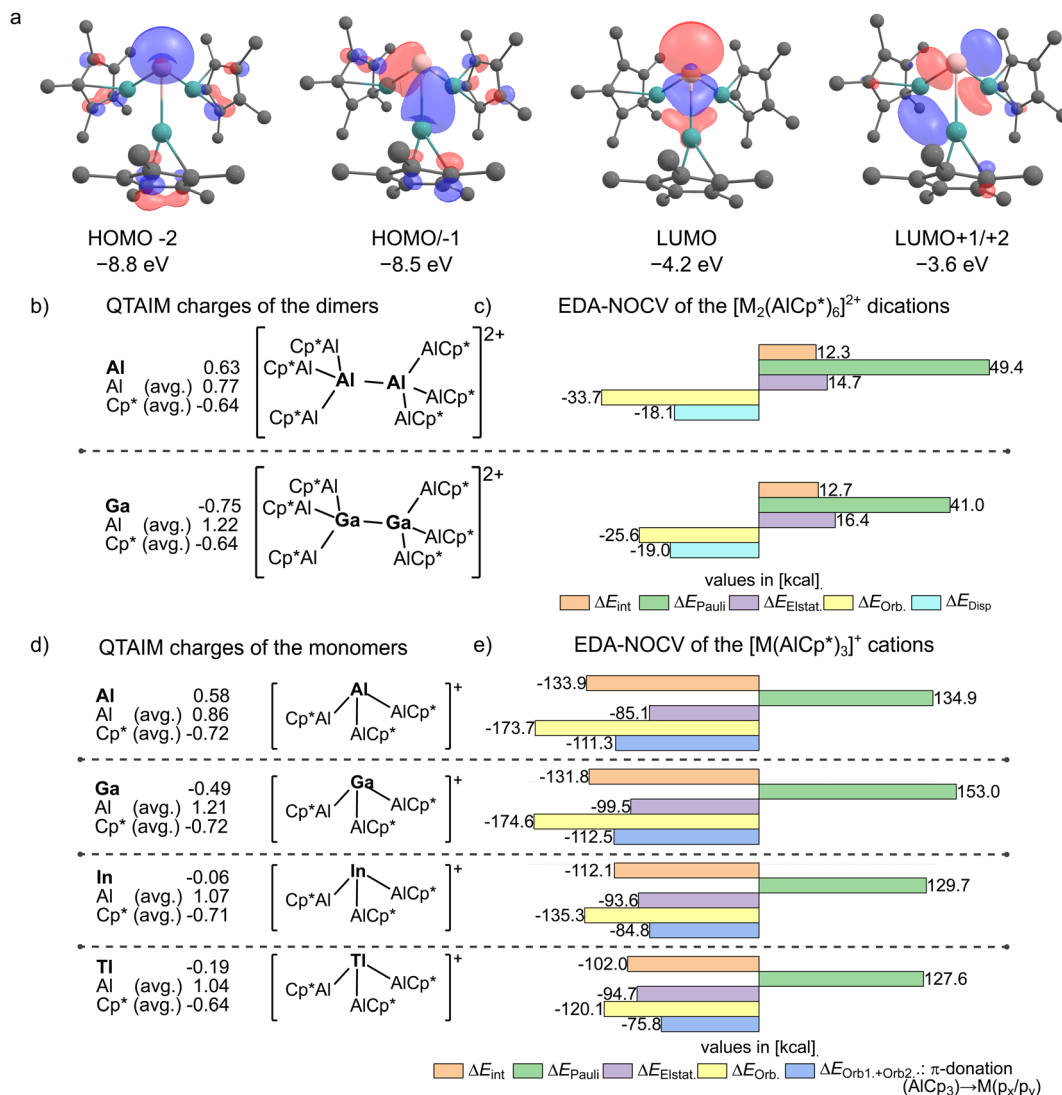 a
HOMO -2
−8.8 eV
HOMO/-1
−8.5 eV
LUMO
−4.2 eV
LUMO+1/+2
−3.6 eV
b) QTAIM charges of the dimers
Al 0.63
Al (avg.) 0.77
Cp* (avg.) -0.64
Cp*Al
Cp*Al
Cp*Al
Al
Al
AlCp*
AlCp*
AlCp*
2+
Ga -0.75
Al (avg.) 1.22
Cp* (avg.) -0.64
Cp*Al
Cp*Al
Cp*Al
Ga
Ga
AlCp*
AlCp*
AlCp*
2+
c) EDA-NOCV of the [M₂(AlCp*)₆]²⁺ dications
12.3
49.4
14.7
-33.7
-18.1
12.7
41.0
16.4
-25.6
-19.0
values in [kcal].
ΔE_int ΔE_Pauli ΔE_Elstat. ΔE_Orb. ΔE_Disp
d) QTAIM charges of the monomers
Al 0.58
Al (avg.) 0.86
Cp* (avg.) -0.72
Al
Cp*Al
AlCp*
AlCp*
+
Ga -0.49
Al (avg.) 1.21
Cp* (avg.) -0.72
Ga
Cp*Al
AlCp*
AlCp*
+
In -0.06
Al (avg.) 1.07
Cp* (avg.) -0.71
In
Cp*Al
AlCp*
AlCp*
+
Tl -0.19
Al (avg.) 1.04
Cp* (avg.) -0.64
Tl
Cp*Al
AlCp*
AlCp*
+
e) EDA-NOCV of the [M(AlCp*)₃]⁺ cations
-133.9
134.9
-85.1
-173.7
-111.3
-131.8
153.0
-99.5
-174.6
-112.5
-112.1
129.7
-93.6
-135.3
-84.8
-102.0
127.6
-94.7
-120.1
-75.8
values in [kcal].
ΔE_int ΔE_Pauli ΔE_Elstat. ΔE_Orb. ΔE_Orb1.+Orb2.: π-donation
(AlCp₃)→M(pₓ/p_y)